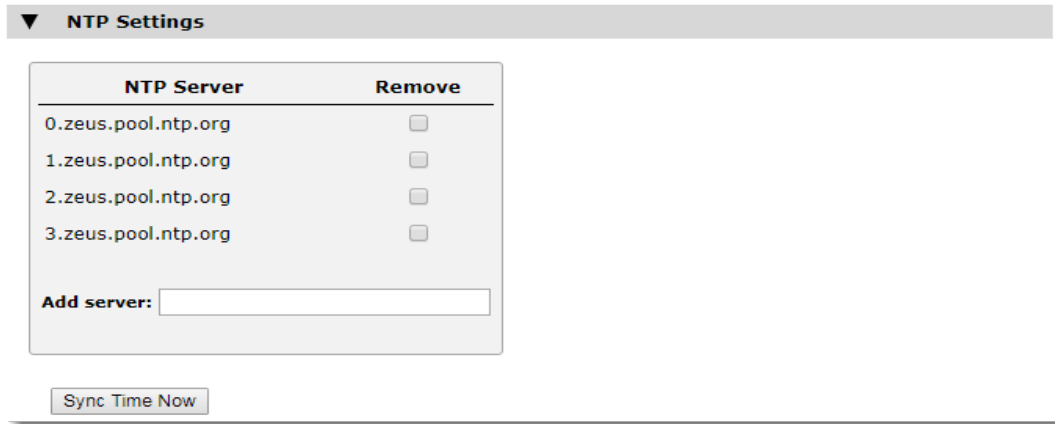 ▼ NTP Settings
NTP Server Remove
0.zeus.pool.ntp.org
1.zeus.pool.ntp.org
2.zeus.pool.ntp.org
3.zeus.pool.ntp.org
Add server:
Sync Time Now